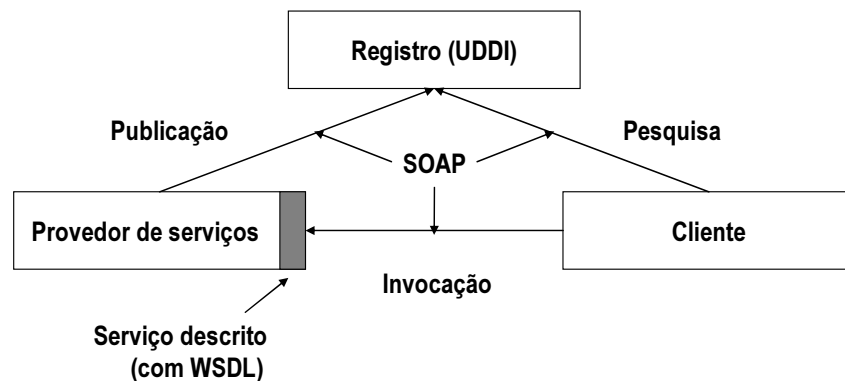 Registro (UDDI)
Publicação
Pesquisa
SOAP
Provedor de serviços
Cliente
Invocação
Serviço descrito
(com WSDL)